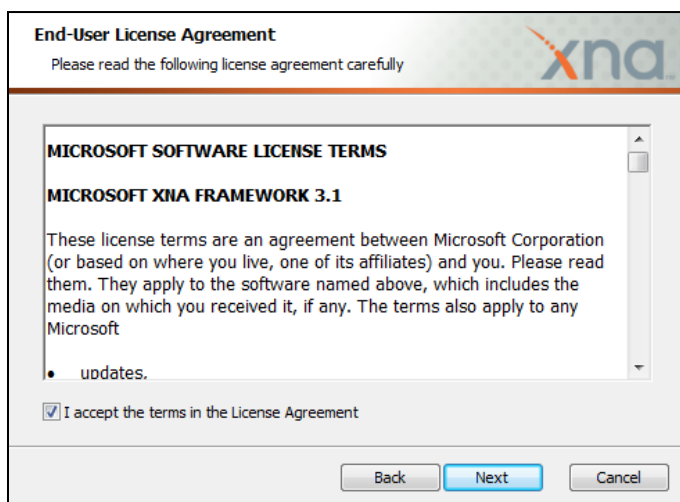 End-User License Agreement
Please read the following license agreement carefully
xna
MICROSOFT SOFTWARE LICENSE TERMS
MICROSOFT XNA FRAMEWORK 3.1
These license terms are an agreement between Microsoft Corporation
(or based on where you live, one of its affiliates) and you. Please read
them. They apply to the software named above, which includes the
media on which you received it, if any. The terms also apply to any
Microsoft
• updates,
I accept the terms in the License Agreement
Back Next Cancel